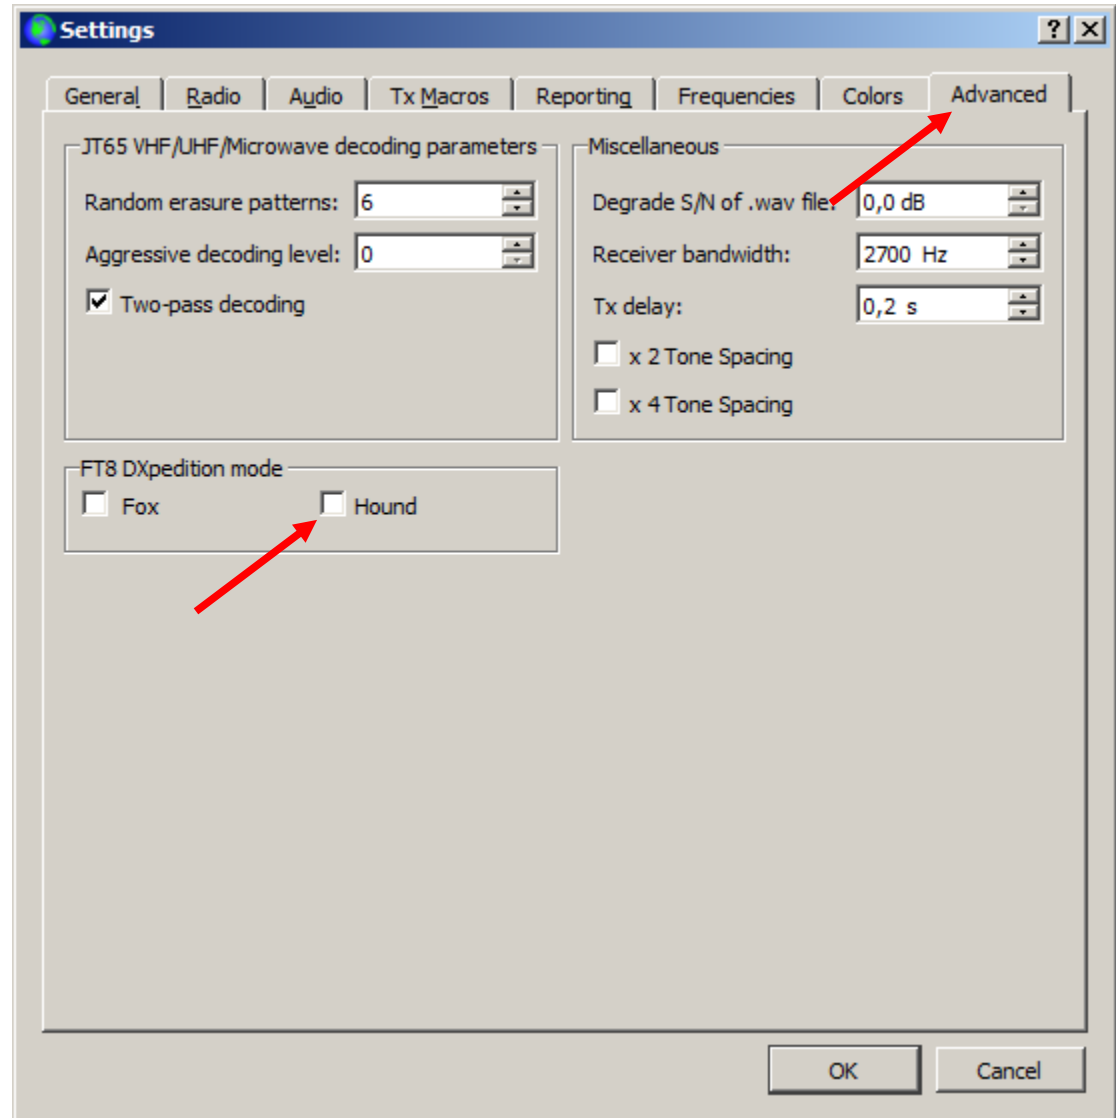 Settings
General Radio Audio Tx Macros Reporting Frequencies Colors Advanced
JT65 VHF/UHF/Microwave decoding parameters
Random erasure patterns: 6
Aggressive decoding level: 0
Two-pass decoding
Miscellaneous
Degrade S/N of .wav file: 0,0 dB
Receiver bandwidth: 2700 Hz
Tx delay: 0,2 s
x 2 Tone Spacing
x 4 Tone Spacing
FT8 DXpedition mode
Fox Hound
OK Cancel